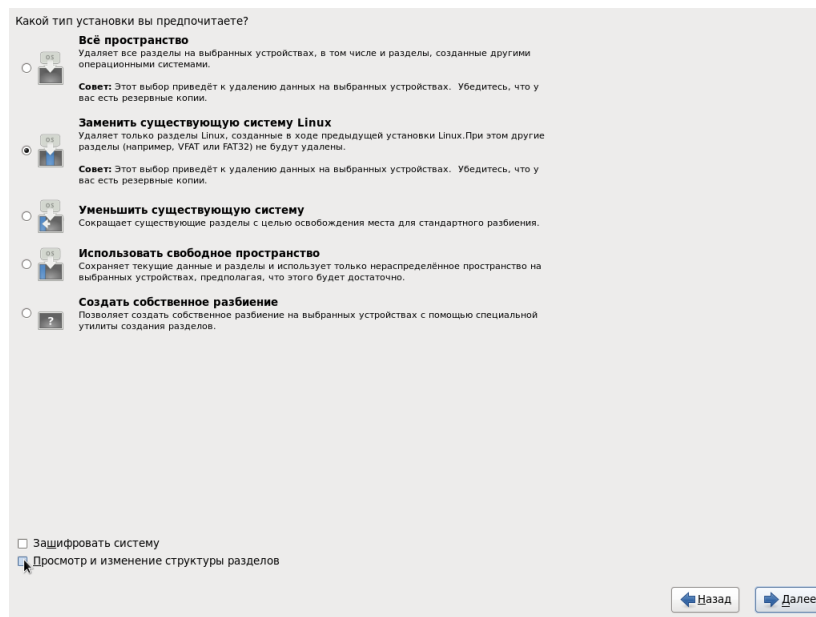 Какой тип установки вы предпочитаете?
Всё пространство
Удаляет все разделы на выбранных устройствах, в том числе и разделы, созданные другими
операционными системами.
Совет: Этот выбор приведёт к удалению данных на выбранных устройствах. Убедитесь, что у
вас есть резервные копии.
Заменить существующую систему Linux
Удаляет только разделы Linux, созданные в ходе предыдущей установки Linux.При этом другие
разделы (например, VFAT или FAT32) не будут удалены.
Совет: Этот выбор приведёт к удалению данных на выбранных устройствах. Убедитесь, что у
вас есть резервные копии.
Уменьшить существующую систему
Сокращает существующие разделы с целью освобождения места для стандартного разбиения.
Использовать свободное пространство
Сохраняет текущие данные и разделы и использует только нераспределённое пространство на
выбранных устройствах, предполагая, что этого будет достаточно.
Создать собственное разбиение
Позволяет создать собственное разбиение на выбранных устройствах с помощью специальной
утилиты создания разделов.
OS
OS
OS
OS
?
Зашифровать систему
Просмотр и изменение структуры разделов
Назад
Далее